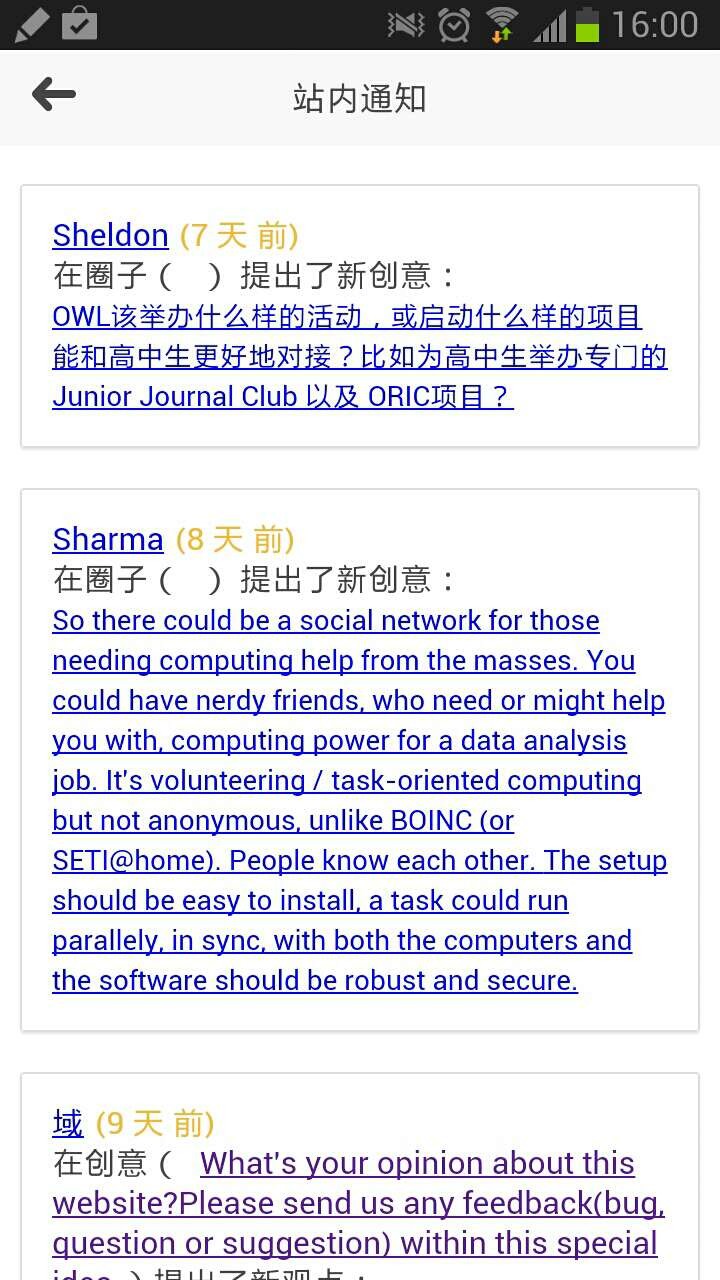 16:00
站内通知
Sheldon (7 天 前)
在圈子（ ）提出了新创意：
OWL该举办什么样的活动，或启动什么样的项目
能和高中生更好地对接？比如为高中生举办专门的
Junior Journal Club 以及 ORIC项目？
Sharma (8 天 前)
在圈子（ ）提出了新创意：
So there could be a social network for those
needing computing help from the masses. You
could have nerdy friends, who need or might help
you with, computing power for a data analysis
job. It's volunteering / task-oriented computing
but not anonymous, unlike BOINC (or
SETI@home). People know each other. The setup
should be easy to install, a task could run
parallely, in sync, with both the computers and
the software should be robust and secure.
域 (9 天 前)
在创意（ What's your opinion about this
website?Please send us any feedback(bug,
question or suggestion) within this special
idea ）提出了新观点：